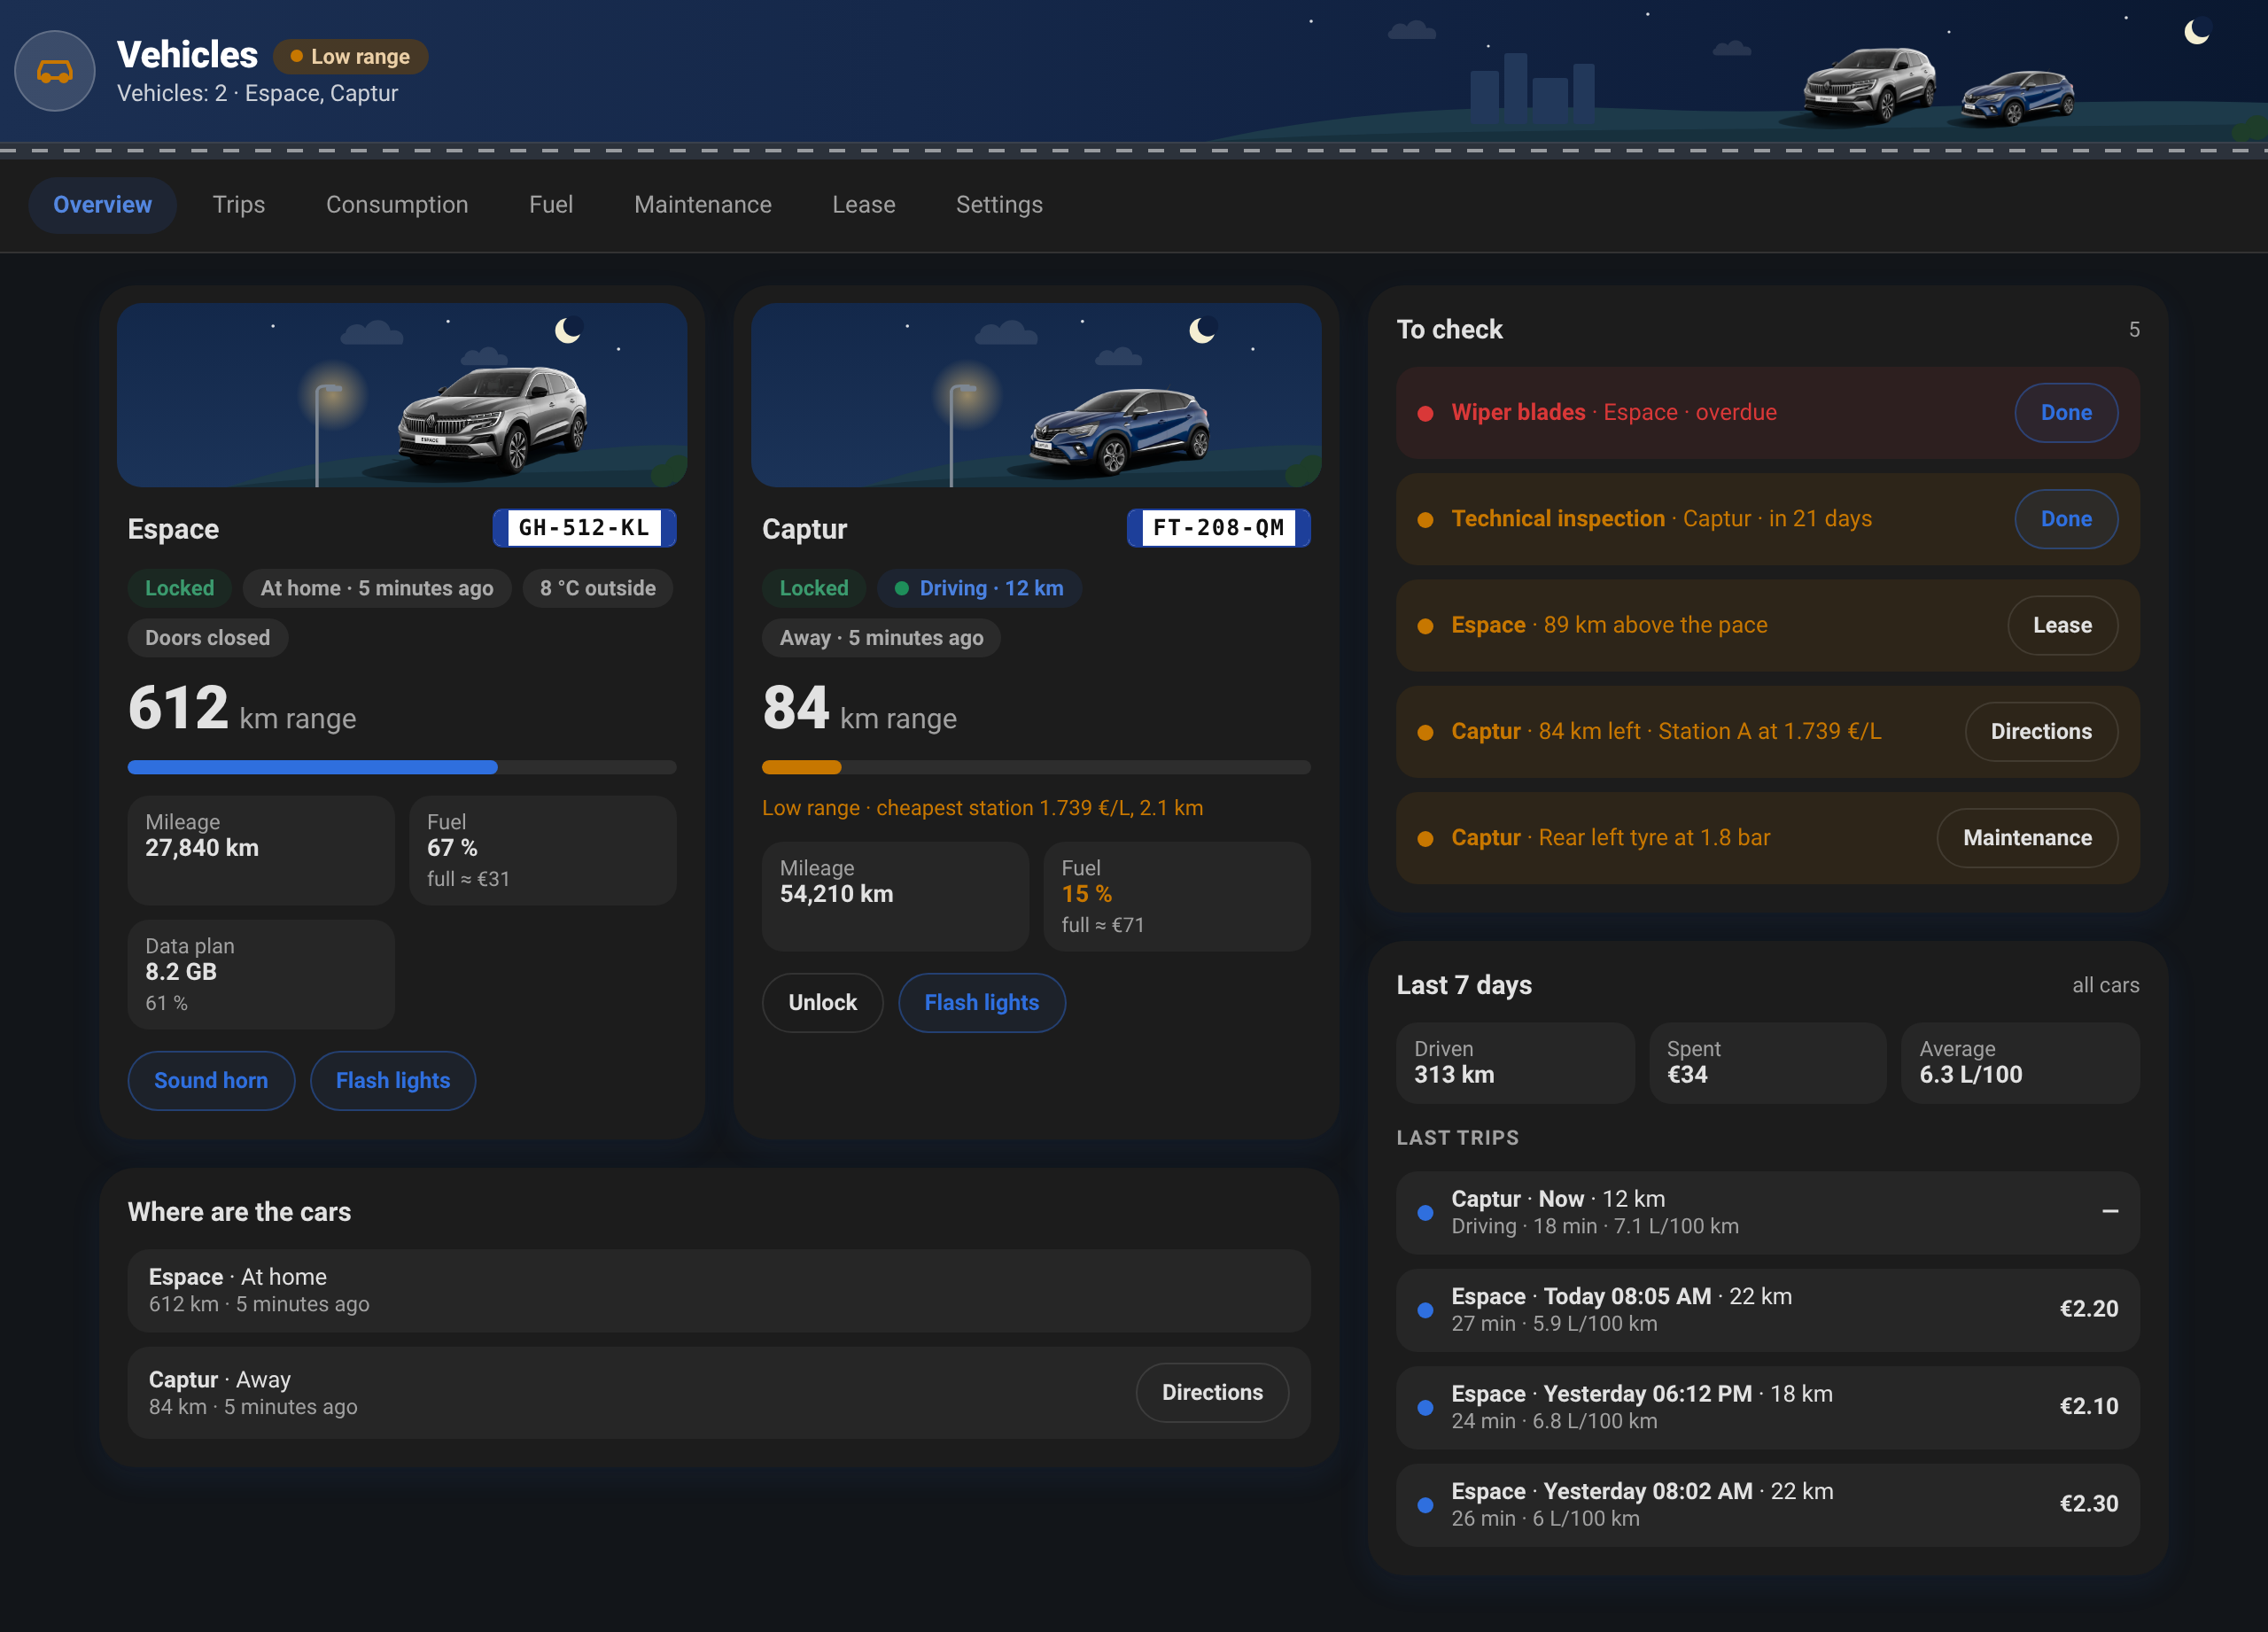 Vehicles
Low range
Vehicles: 2 · Espace, Captur
Overview
Trips
Consumption
Fuel
Maintenance
Lease
Settings
ESPACE
Espace
GH-512-KL
Locked
At home · 5 minutes ago
8 °C outside
Doors closed
612 km range
Mileage
27,840 km
Fuel
67 %
full ≈ €31
Data plan
8.2 GB
61 %
Sound horn
Flash lights
CAPTUR
Captur
FT-208-QM
Locked
Driving · 12 km
Away · 5 minutes ago
84 km range
Low range · cheapest station 1.739 €/L, 2.1 km
Mileage
54,210 km
Fuel
15 %
full ≈ €71
Unlock
Flash lights
Where are the cars
Espace · At home
612 km · 5 minutes ago
Captur · Away
84 km · 5 minutes ago
Directions
To check
5
Wiper blades · Espace · overdue
Done
Technical inspection · Captur · in 21 days
Done
Espace · 89 km above the pace
Lease
Captur · 84 km left · Station A at 1.739 €/L
Directions
Captur · Rear left tyre at 1.8 bar
Maintenance
Last 7 days
all cars
Driven
313 km
Spent
€34
Average
6.3 L/100
LAST TRIPS
Captur · Now · 12 km
Driving · 18 min · 7.1 L/100 km
–
Espace · Today 08:05 AM · 22 km
27 min · 5.9 L/100 km
€2.20
Espace · Yesterday 06:12 PM · 18 km
24 min · 6.8 L/100 km
€2.10
Espace · Yesterday 08:02 AM · 22 km
26 min · 6 L/100 km
€2.30